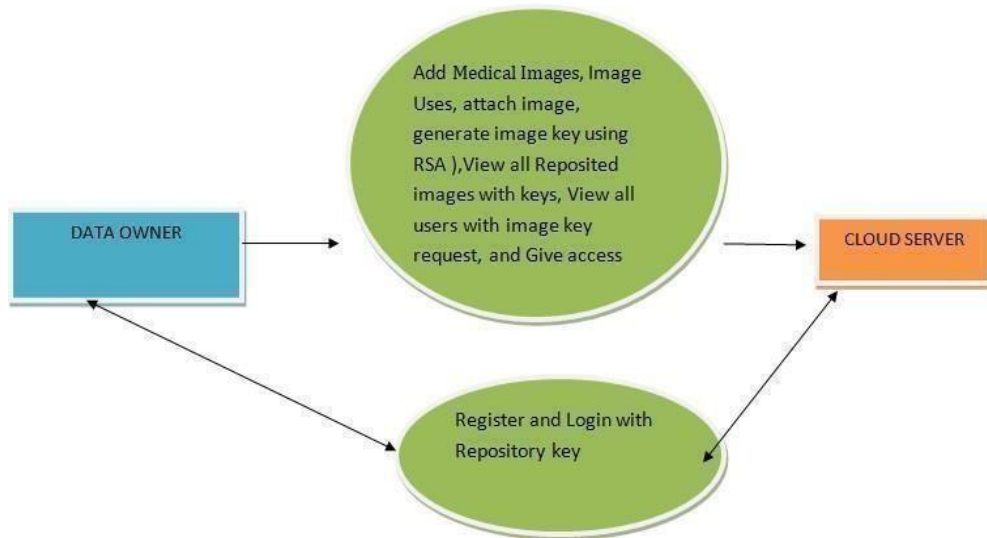 Add Medical Images, Image
Uses, attach image,
generate image key using
RSA ),View all Reposited
images with keys, View all
users with image key
request, and Give access
DATA OWNER
CLOUD SERVER
Register and Login with
Repository key